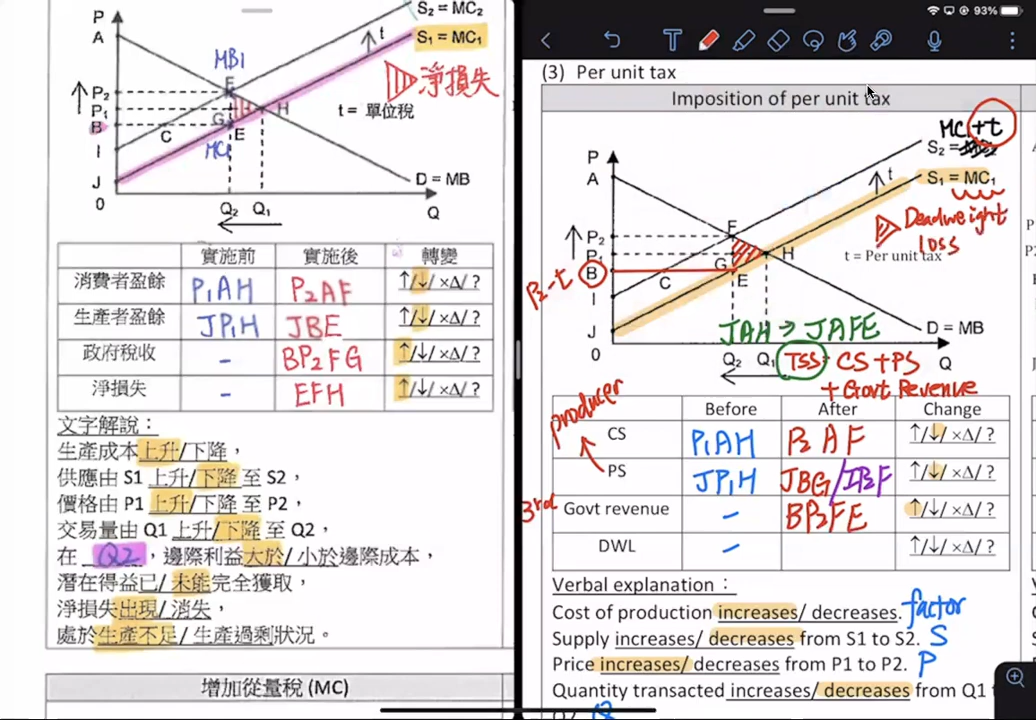 P
A
P₂
P₁
B
I
J
0
MB1
F
G
H
C
E
MC1
Q₂ Q₁
Q
S₂ = MC₂
S₁ = MC₁
t
淨損失
t = 單位稅
D = MB
實施前 實施後 轉變
消費者盈餘 P₁AH P₂AF ↑/↓/ ×Δ/ ?
生產者盈餘 JP₁H JBE ↑/↓/ ×Δ/ ?
政府稅收 - BP₂FG ↑/↓/ ×Δ/ ?
淨損失 - EFH ↑/↓/ ×Δ/ ?
文字解說：
生產成本上升/下降，
供應由 S1 上升/下降至 S2，
價格由 P1 上升/下降至 P2，
交易量由 Q1 上升/下降至 Q2，
在 Q2，邊際利益大於/ 小於邊際成本，
潛在得益已/ 未能完全獲取，
淨損失出現/ 消失，
處於生產不足/ 生產過剩狀況。
增加從量稅 (MC)
93%
(3) Per unit tax
Imposition of per unit tax
MC+t
S₂ =
S₁ = MC₁
t
Deadweight
loss
t = Per unit tax
P
A
P₂
P₁
B
P₂-t
I
J
0
F
G
H
C
E
D = MB
JAH → JAFE
Q₂ Q₁
Q
TSS = CS + PS
+ Govt Revenue
producer
Before After Change
CS P₁AH P₂AF ↑/↓/ ×Δ/ ?
PS JP₁H JBG/IP₂F ↑/↓/ ×Δ/ ?
3rd
Govt revenue - BP₂FE ↑/↓/ ×Δ/ ?
DWL - ↑/↓/ ×Δ/ ?
Verbal explanation：
Cost of production increases/ decreases. factor
Supply increases/ decreases from S1 to S2. S
Price increases/ decreases from P1 to P2. P
Quantity transacted increases/ decreases from Q1